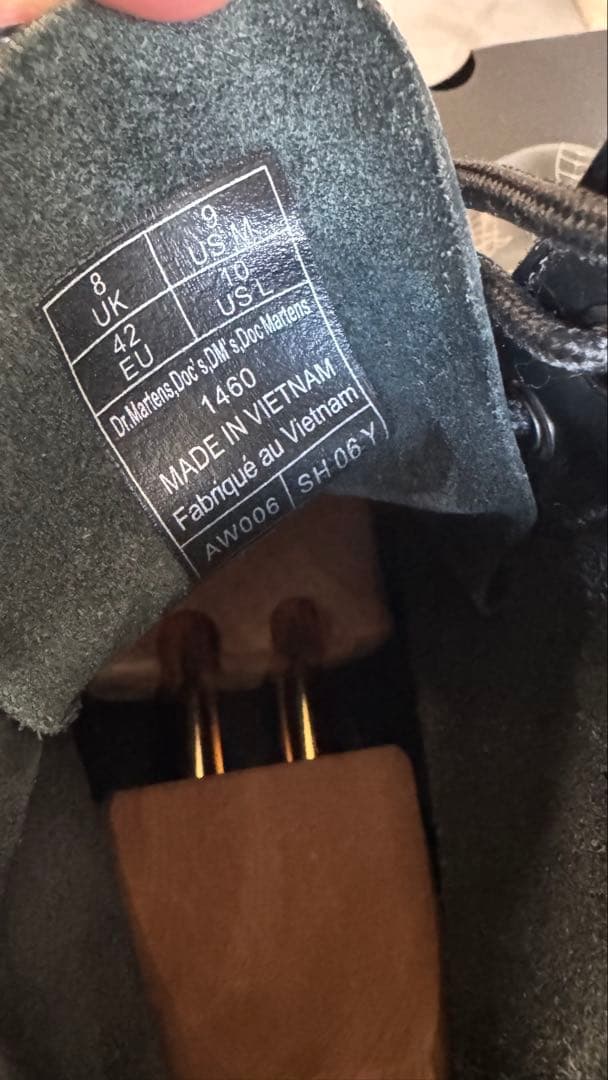 8 UK
9 US M
42 EU
10 US L
Dr.Martens,Doc's,DM's,Doc Martens
1460
MADE IN VIETNAM
Fabriqué au Vietnam
AW006 SH-06-Y